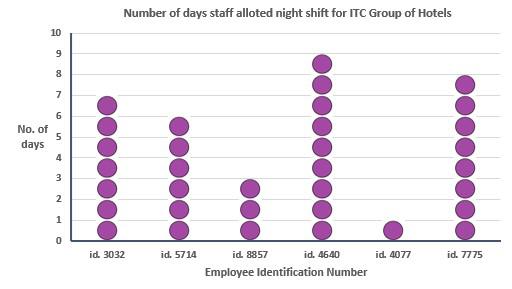 Number of days staff alloted night shift for ITC Group of Hotels
10
9
8
7
6
5
4
3
2
1
0
No. of
days
id. 3032 id. 5714 id. 8857 id. 4640 id. 4077 id. 7775
Employee Identification Number